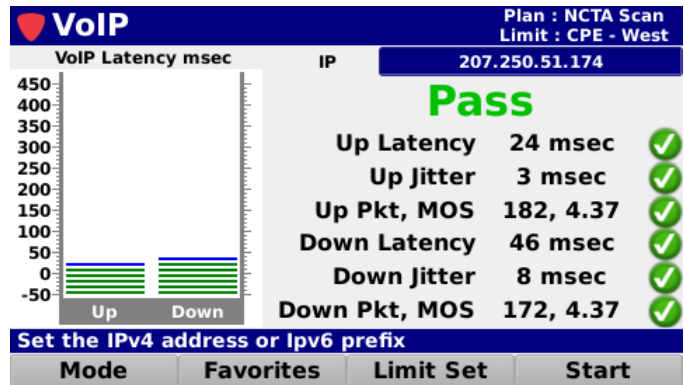 VoIP
Plan : NCTA Scan
Limit : CPE - West
VoIP Latency msec
IP 207.250.51.174
450
400
350
300
250
200
150
100
50
0
-50
Up Down
Pass
Up Latency 24 msec
Up Jitter 3 msec
Up Pkt, MOS 182, 4.37
Down Latency 46 msec
Down Jitter 8 msec
Down Pkt, MOS 172, 4.37
Set the IPv4 address or Ipv6 prefix
Mode Favorites Limit Set Start